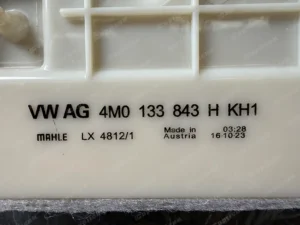 VW AG 4M0 133 843 H KH1
MAHLE LX 4812/1 Made in Austria 03:28 16·10·23